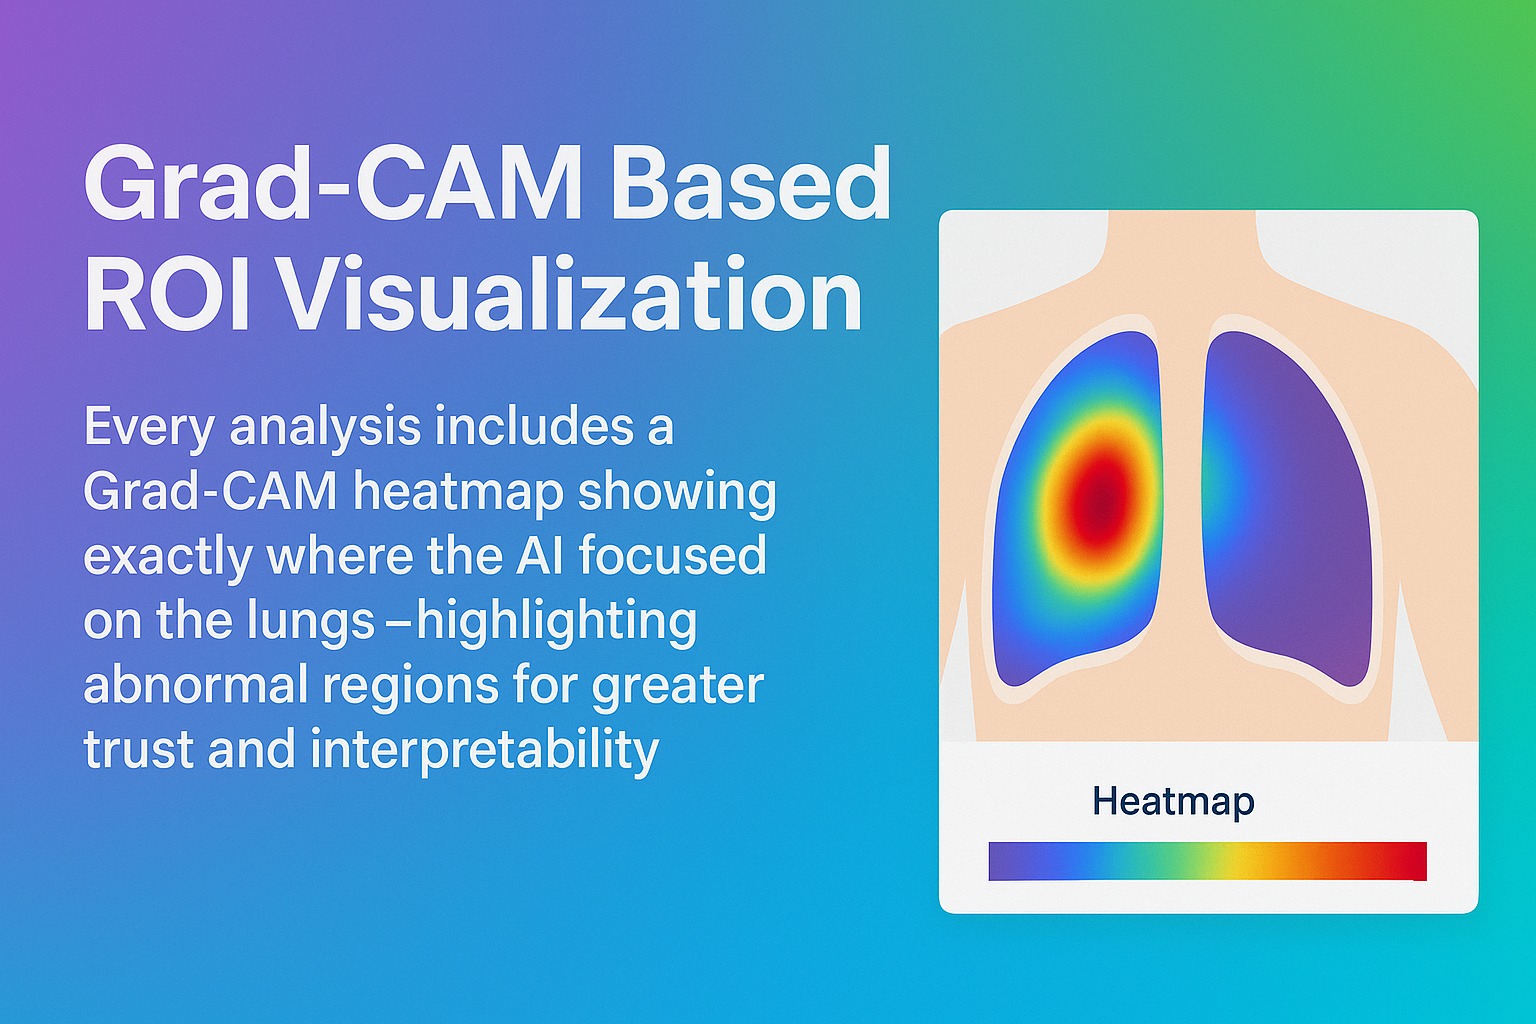 Grad-CAM Based
ROI Visualization
Every analysis includes a
Grad-CAM heatmap showing
exactly where the AI focused
on the lungs –highlighting
abnormal regions for greater
trust and interpretability
Heatmap